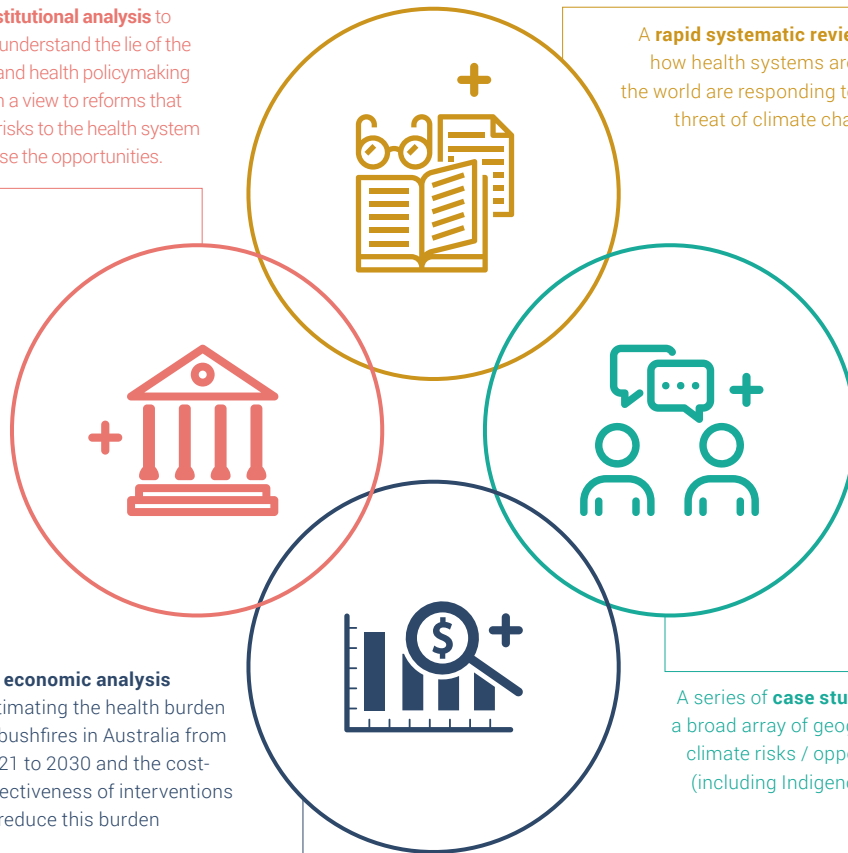 stitutional analysis to
understand the lie of the
and health policymaking
a view to reforms that
risks to the health system
se the opportunities.
A rapid systematic revie
how health systems are
the world are responding to
threat of climate cha
$
economic analysis
timating the health burden
bushfires in Australia from
21 to 2030 and the cost-
ectiveness of interventions
reduce this burden
A series of case stu
a broad array of geo
climate risks / oppo
(including Indigen